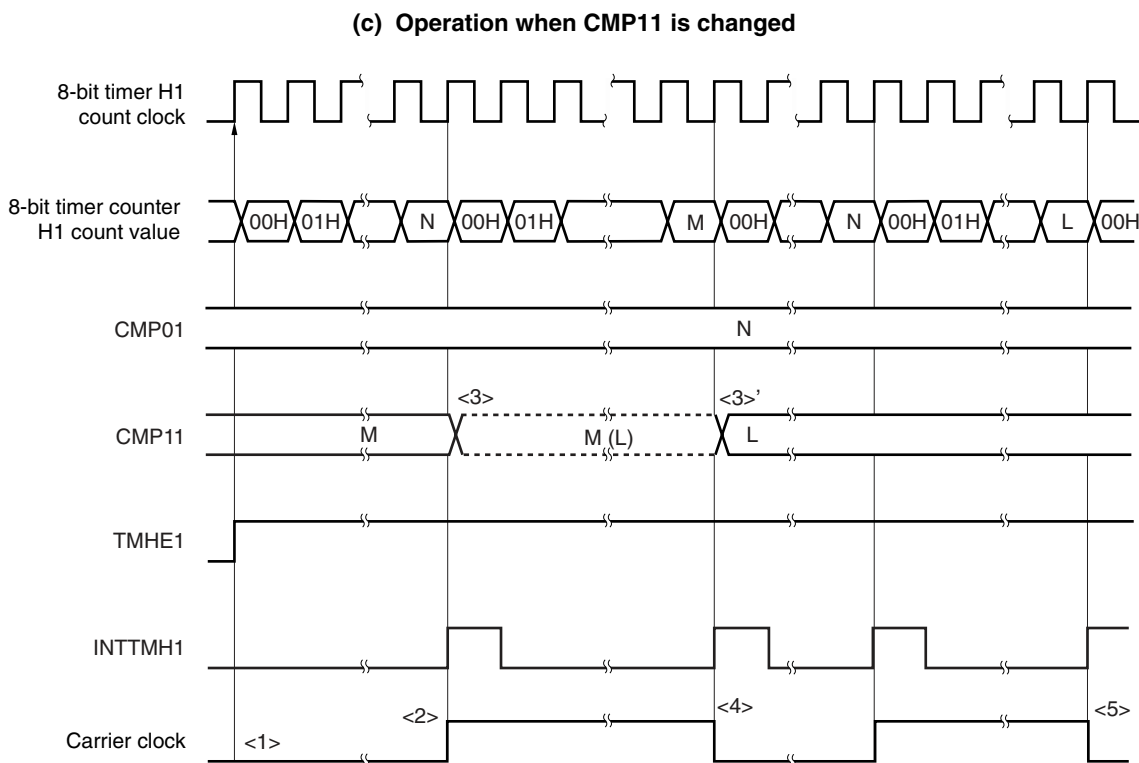 (c) Operation when CMP11 is changed
8-bit timer H1
count clock
8-bit timer counter
H1 count value
00H 01H N 00H 01H M 00H N 00H 01H L 00H
CMP01
N
<3> <3>’
CMP11
M M (L) L
TMHE1
INTTMH1
<2> <4> <5>
Carrier clock
<1>